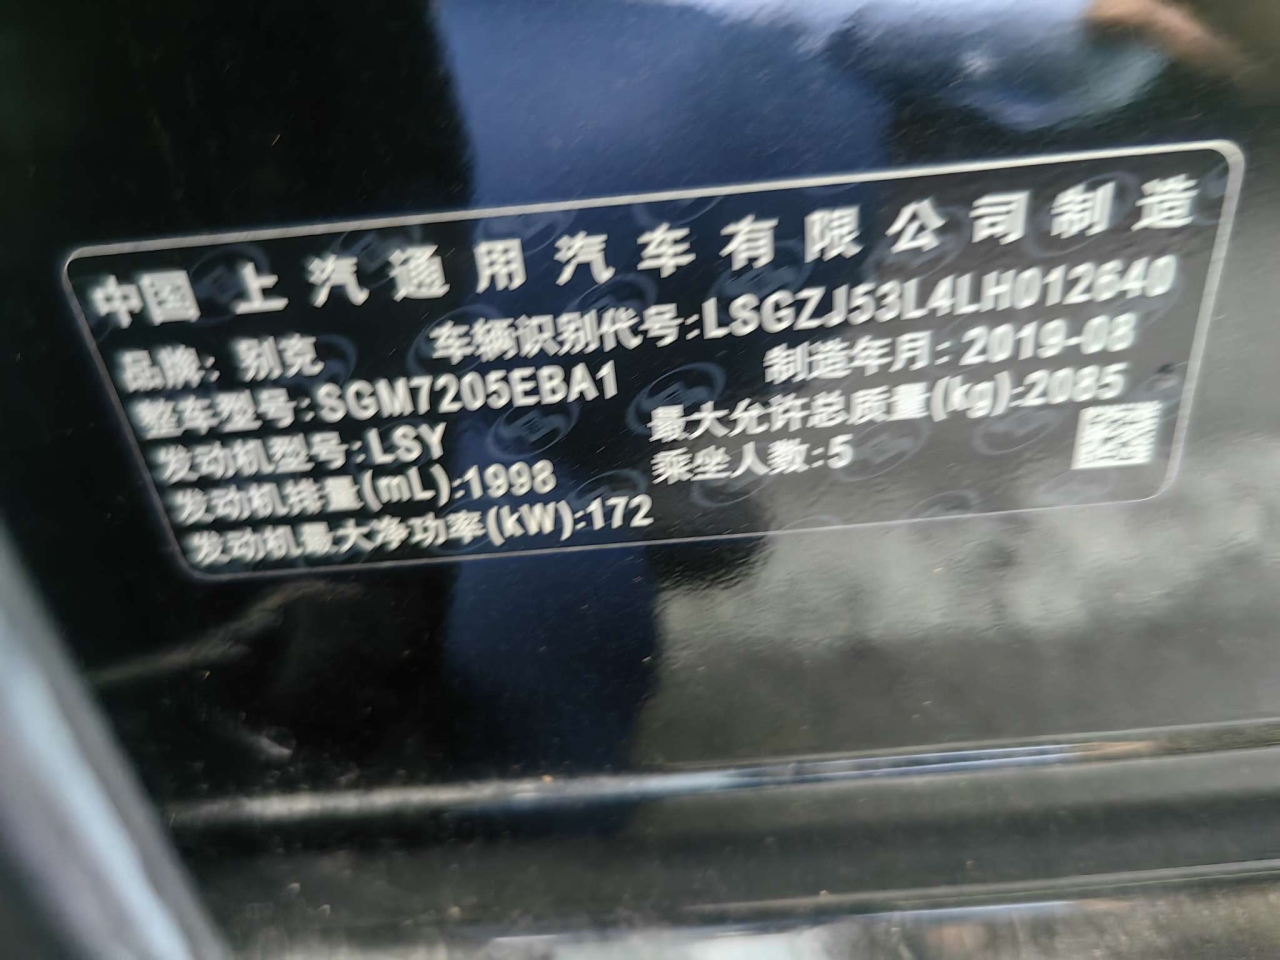 中国 上汽通用汽车有限公司制造
品牌: 别克 车辆识别代号:LSGZJ53L4LH012640
整车型号:SGM7205EBA1 制造年月: 2019-08
发动机型号:LSY 最大允许总质量(kg):2085
发动机排量(mL):1998 乘坐人数:5
发动机最大净功率(kW):172